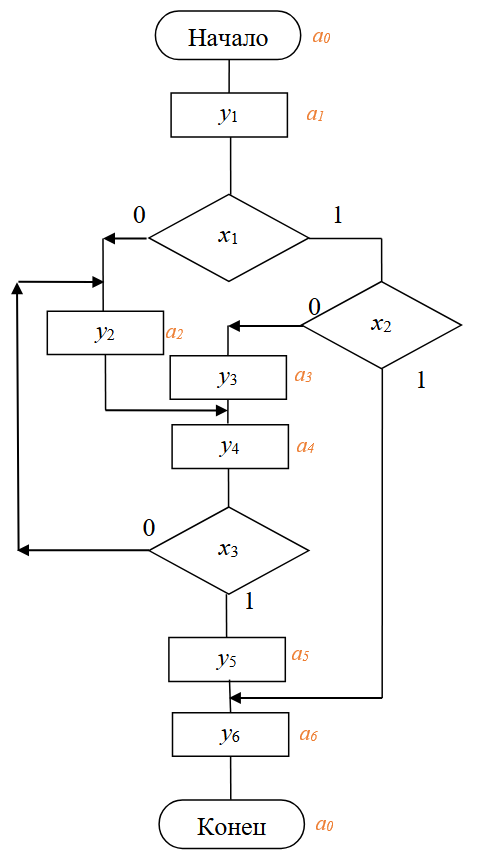 Начало a0
y1 a1
0 1
x1
0
x2
y2 a2
1
y3 a3
y4 a4
0
x3
1
y5 a5
y6 a6
Конец a0